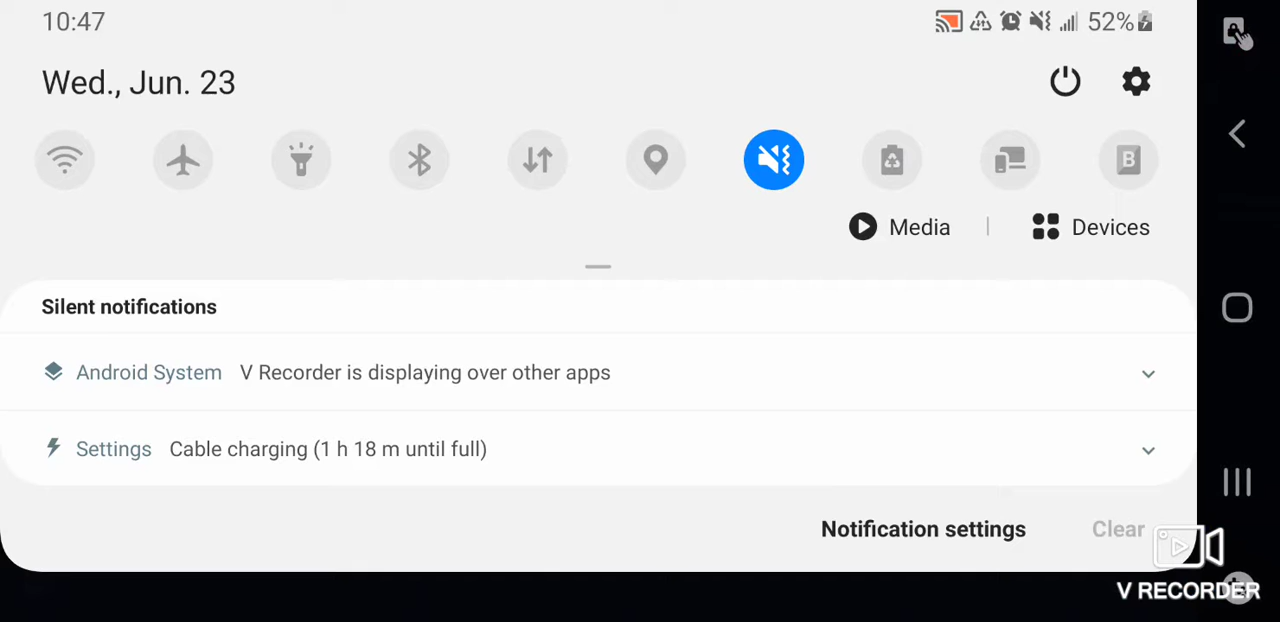 10:47
52%
Wed., Jun. 23
B
Media | Devices
Silent notifications
Android System V Recorder is displaying over other apps
Settings Cable charging (1 h 18 m until full)
Notification settings Clear
V RECORDER